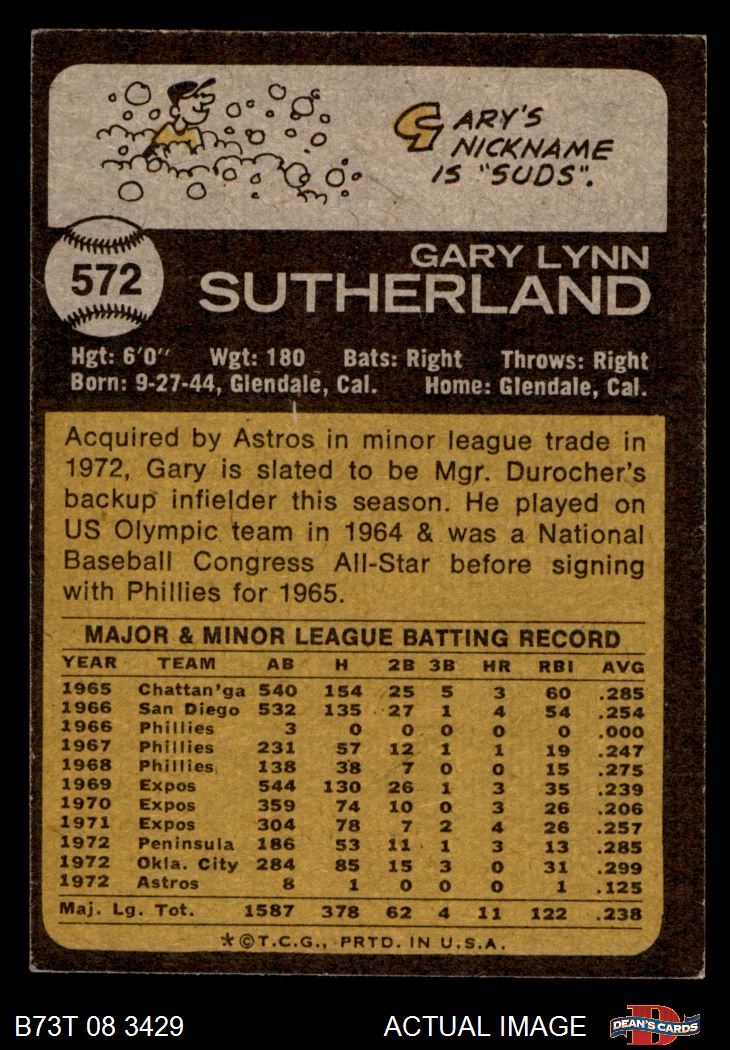 GARY'S
NICKNAME
IS "SUDS".
572
GARY LYNN
SUTHERLAND
Hgt: 6'0" Wgt: 180 Bats: Right Throws: Right
Born: 9-27-44, Glendale, Cal. Home: Glendale, Cal.
Acquired by Astros in minor league trade in
1972, Gary is slated to be Mgr. Durocher's
backup infielder this season. He played on
US Olympic team in 1964 & was a National
Baseball Congress All-Star before signing
with Phillies for 1965.
MAJOR & MINOR LEAGUE BATTING RECORD
YEAR TEAM AB H 2B 3B HR RBI AVG
1965 Chattan'ga 540 154 25 5 3 60 .285
1966 San Diego 532 135 27 1 4 54 .254
1966 Phillies 3 0 0 0 0 0 .000
1967 Phillies 231 57 12 1 1 19 .247
1968 Phillies 138 38 7 0 0 15 .275
1969 Expos 544 130 26 1 3 35 .239
1970 Expos 359 74 10 0 3 26 .206
1971 Expos 304 78 7 2 4 26 .257
1972 Peninsula 186 53 11 1 3 13 .285
1972 Okla. City 284 85 15 3 0 31 .299
1972 Astros 8 1 0 0 0 1 .125
Maj. Lg. Tot. 1587 378 62 4 11 122 .238
*©T.C.G., PRTD. IN U.S.A.
B73T 08 3429 ACTUAL IMAGE DEAN'S CARDS